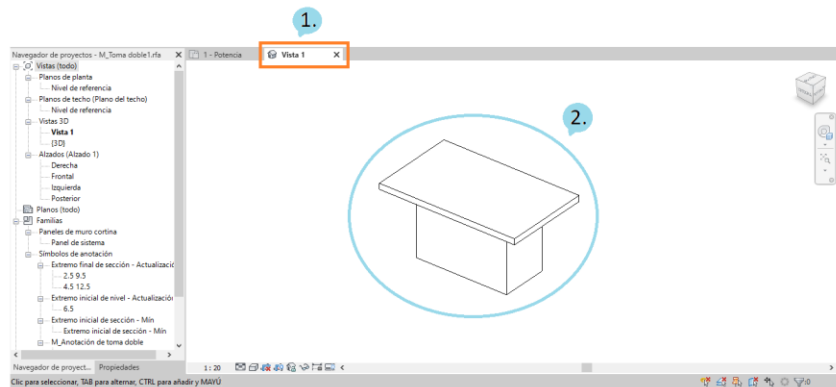 1.
Navegador de proyectos - M_Toma doble1.rfa X
1 - Potencia
Vista 1 X
Vistas (todo)
Planos de planta
Nivel de referencia
Planos de techo (Plano del techo)
Nivel de referencia
Vistas 3D
Vista 1
{3D}
Alzados (Alzado 1)
Derecha
Frontal
Izquierda
Posterior
Planos (todo)
Familias
Paneles de muro cortina
Panel de sistema
Símbolos de anotación
Extremo final de sección - Actualizació
2.5 9.5
4.5 12.5
Extremo inicial de nivel - Actualización
6.5
Extremo inicial de sección - Mín
Extremo inicial de sección - Mín
M_Anotación de toma doble
2.
Navegador de proyect... Propiedades
1 : 20
Clic para seleccionar, TAB para alternar, CTRL para añadir y MAYÚ
:0